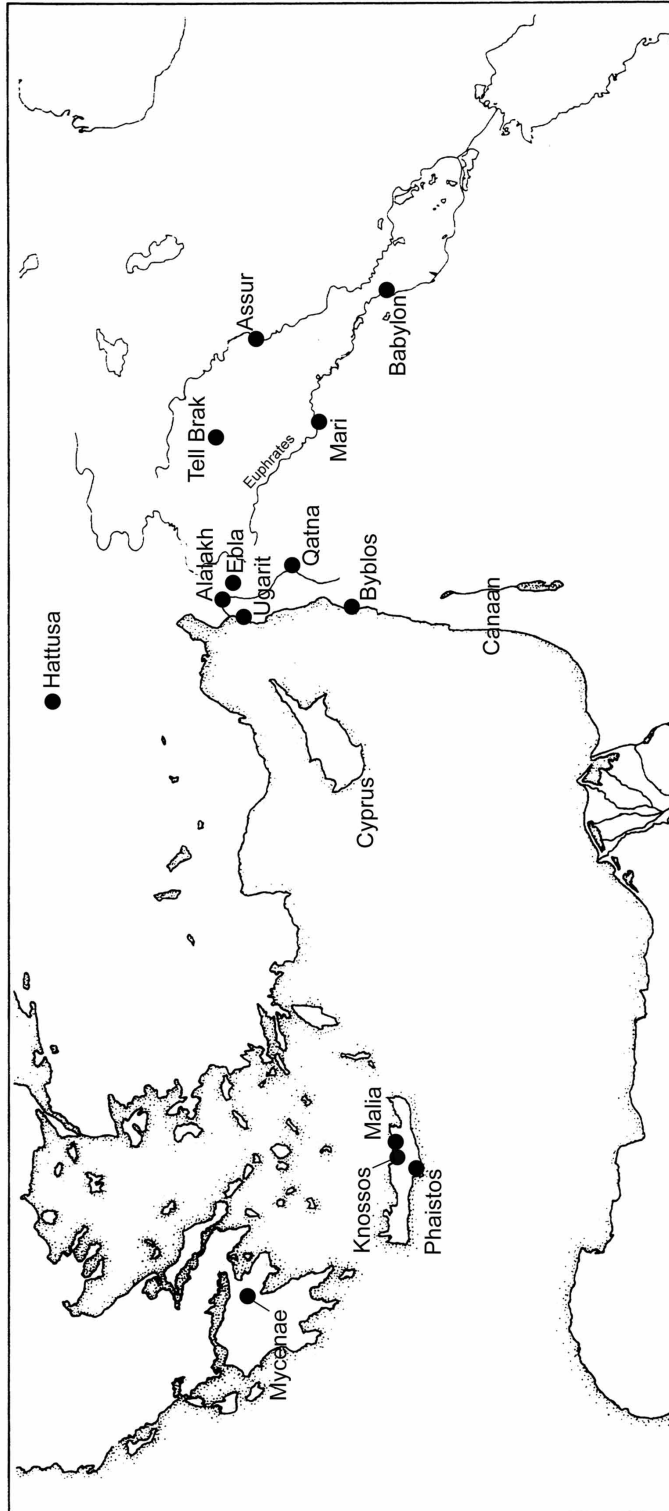 Hattusa
Alalakh
Ebla
Ugarit
Qatna
Byblos
Tell Brak
Assur
Euphrates
Mari
Babylon
Canaan
Cyprus
Mycenae
Knossos
Malia
Phaistos